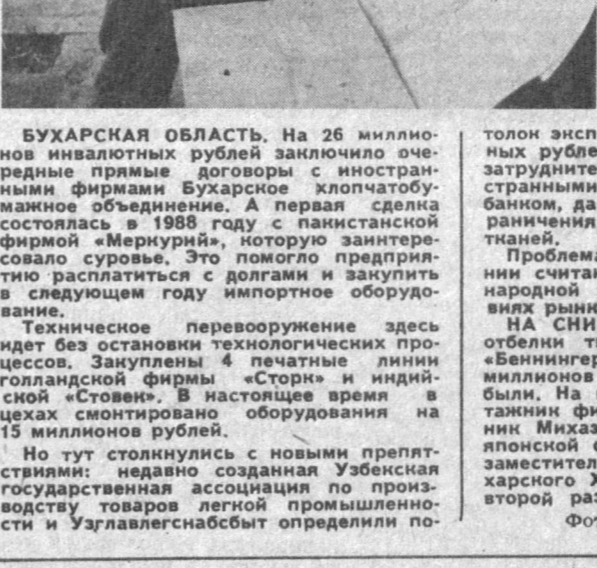 БУХАРСКАЯ ОБЛАСТЬ. На 26 миллио-
нов инвалютных рублей заключило оче-
редные прямые договоры с иностран-
ными фирмами Бухарское хлопчатобу-
мажное объединение. А первая сделка
состоялась в 1988 году с пакистанской
фирмой «Меркурий», которую заинтере-
совало суровье. Это помогло предприя-
тию расплатиться с долгами и закупить
в следующем году импортное оборудо-
вание.
Техническое перевооружение здесь
идет без остановки технологических про-
цессов. Закуплены 4 печатные линии
голландской фирмы «Сторк» и индий-
ской «Стовек». В настоящее время в
цехах смонтировано оборудования на
15 миллионов рублей.
Но тут столкнулись с новыми препят-
ствиями: недавно созданная Узбекская
государственная ассоциация по произ-
водству товаров легкой промышленно-
сти и Узглавлегснабсбыт определили по-
толок эксп
ных рубле
затрудните
странными
банком, да
раничения
тканей.
Проблема
нии счита
народной
виях рынк
НА СНИ
отбелки т
«Беннингер
миллионов
были. На
тажник фи
ник Михаз
японской
заместител
харского Х
второй раз
Фот